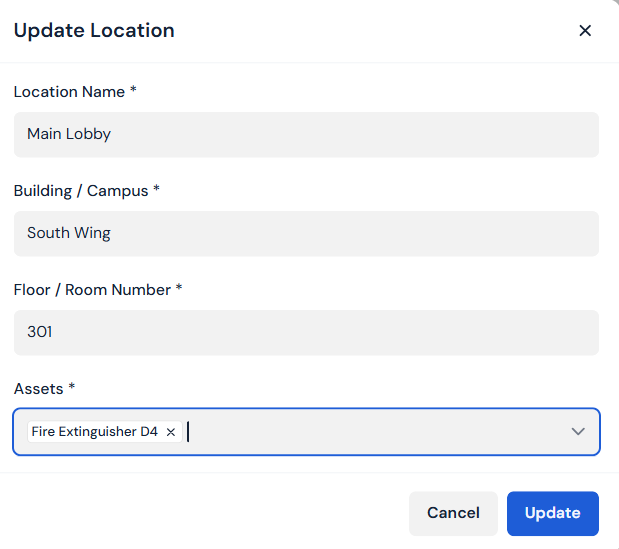 Update Location
Location Name *
Main Lobby
Building / Campus *
South Wing
Floor / Room Number *
301
Assets *
Fire Extinguisher D4
Cancel Update